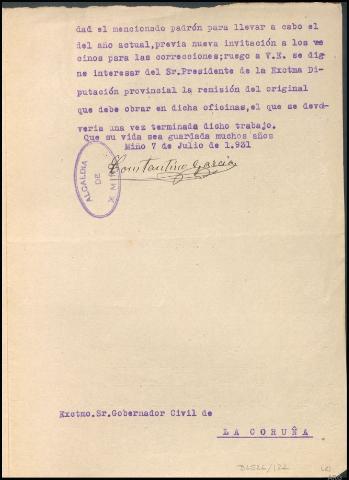 dad el mencionado padrón para llevar a cabo el
del año actual,previa nueva invitación a los ve
cinos para las correcciones;ruego a V.E. se dig
ne interesar del Sr.Presidente de la Exctma Di-
putación provincial la remisión del original
que debe obrar en dicha oficinas,el que se devol
veria una vez terminada dicho trabajo.
Que su vida sea guardada muchos años
Miño 7 de Julio de 1.931
ALCALDIA
DE
X MIÑO X
Constantino Garcia
Exctmo.Sr.Gobernador Civil de
LA CORUÑA